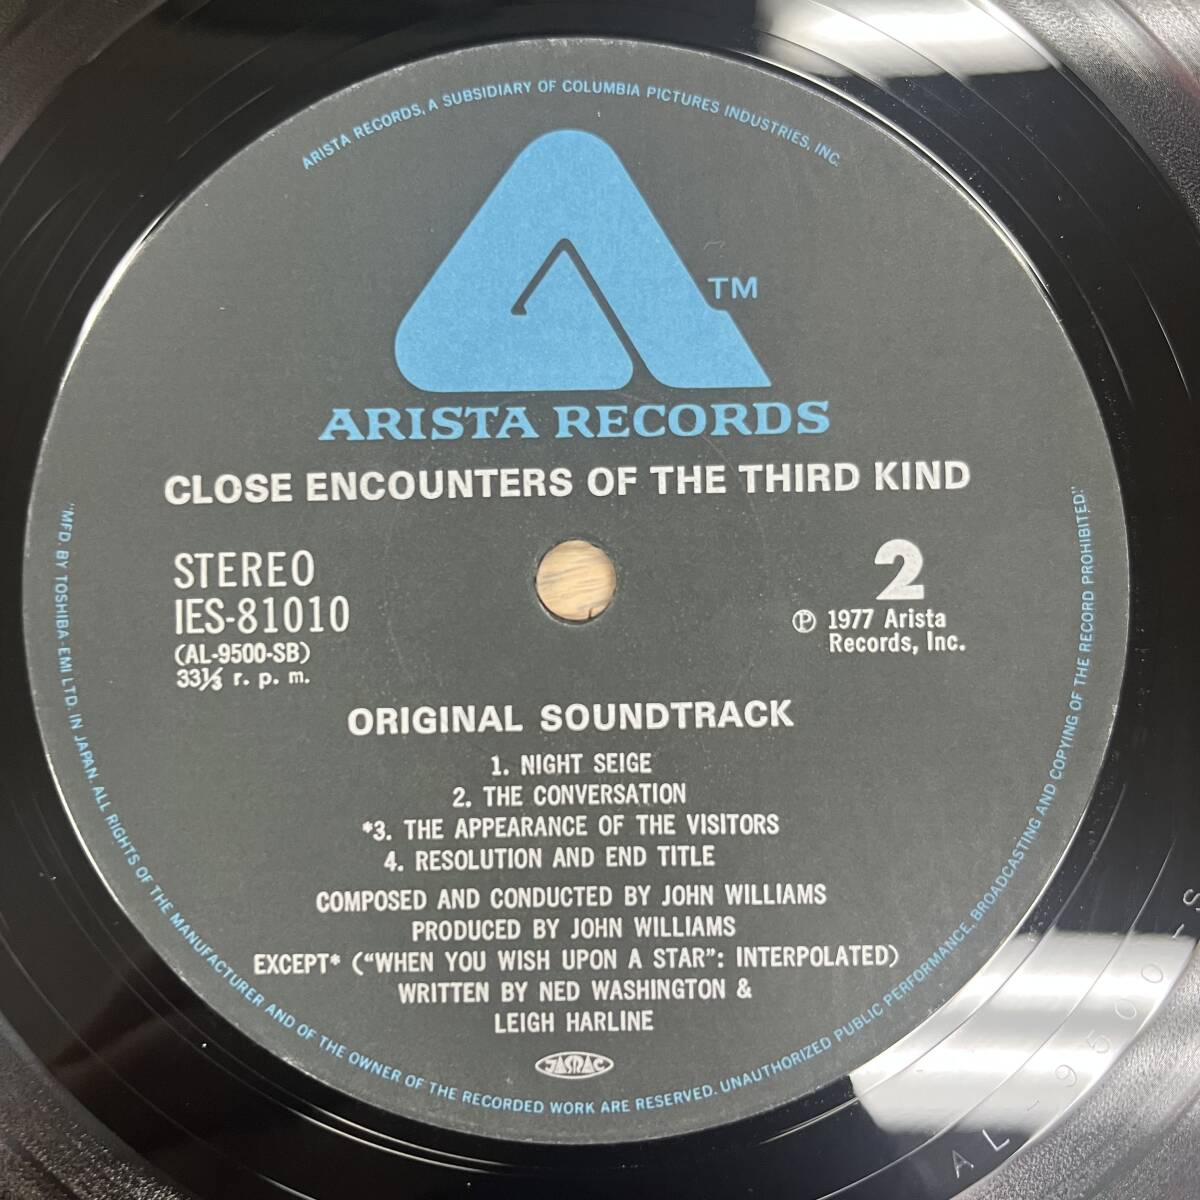 ARISTA RECORDS, A SUBSIDIARY OF COLUMBIA PICTURES INDUSTRIES, INC.
TM
ARISTA RECORDS
CLOSE ENCOUNTERS OF THE THIRD KIND
STEREO
IES-81010
(AL-9500-SB)
33⅓ r. p. m.
2
Ⓟ 1977 Arista
Records, Inc.
ORIGINAL SOUNDTRACK
1. NIGHT SEIGE
2. THE CONVERSATION
*3. THE APPEARANCE OF THE VISITORS
4. RESOLUTION AND END TITLE
COMPOSED AND CONDUCTED BY JOHN WILLIAMS
PRODUCED BY JOHN WILLIAMS
EXCEPT* ("WHEN YOU WISH UPON A STAR": INTERPOLATED)
WRITTEN BY NED WASHINGTON &
LEIGH HARLINE
JASRAC
"MFD. BY TOSHIBA-EMI LTD. IN JAPAN. ALL RIGHTS OF THE MANUFACTURER AND OF THE OWNER OF THE RECORDED WORK ARE RESERVED. UNAUTHORIZED PUBLIC PERFORMANCE, BROADCASTING AND COPYING OF THE RECORD PROHIBITED."
AL-9500-S